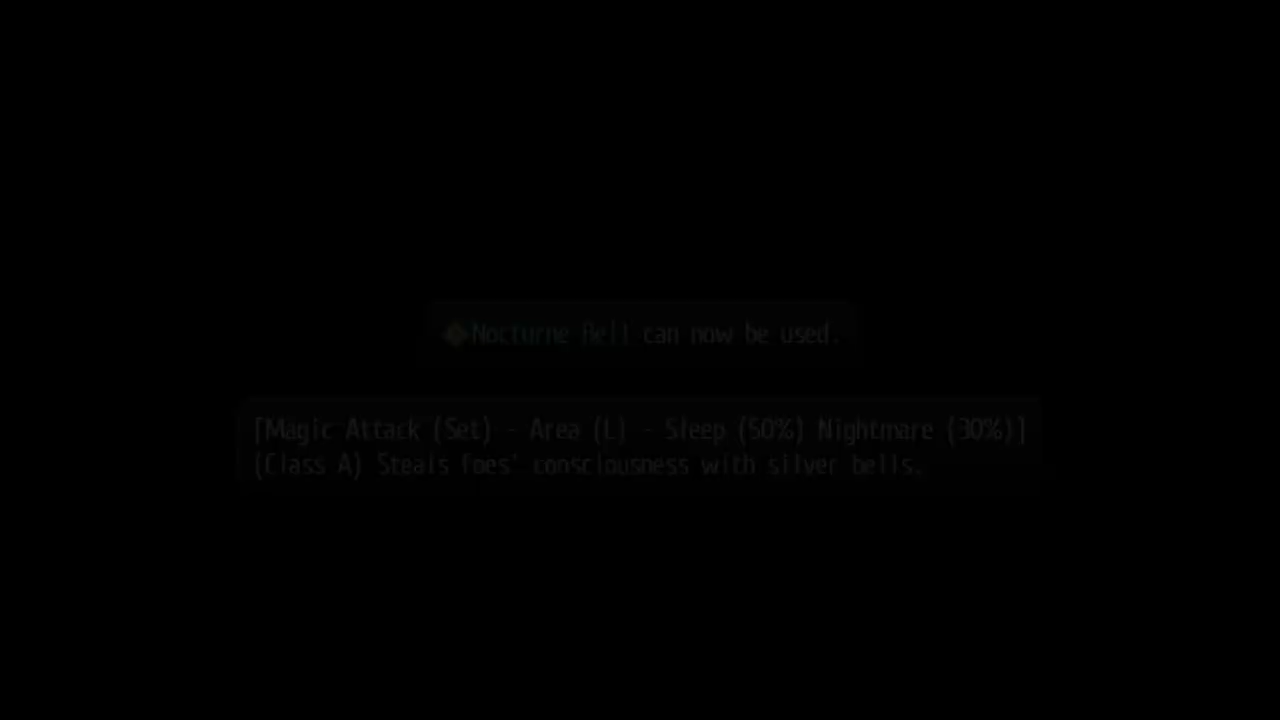 Nocturne Bell can now be used.
[Magic Attack (Set) - Area (L) - Sleep (50%) Nightmare (30%)]
(Class A) Steals foes' consciousness with silver bells.